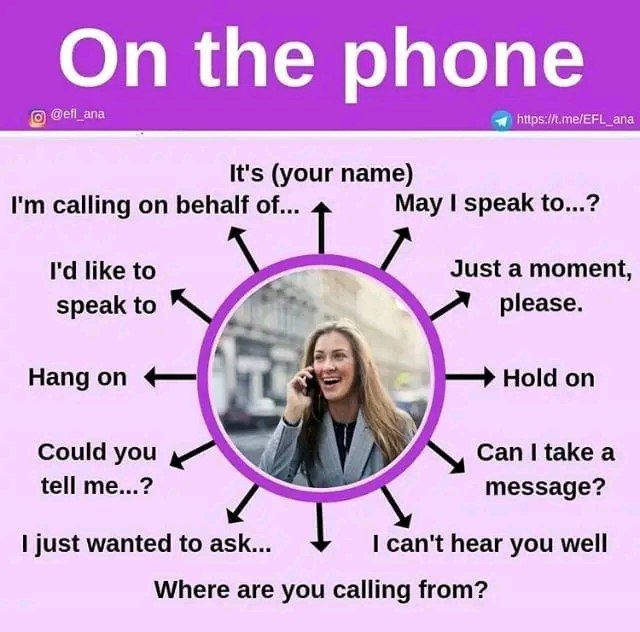 On the phone
@efl_ana
https://t.me/EFL_ana
It's (your name)
I'm calling on behalf of...
May I speak to...?
I'd like to
speak to
Just a moment,
please.
Hang on
Hold on
Could you
tell me...?
Can I take a
message?
I just wanted to ask...
I can't hear you well
Where are you calling from?